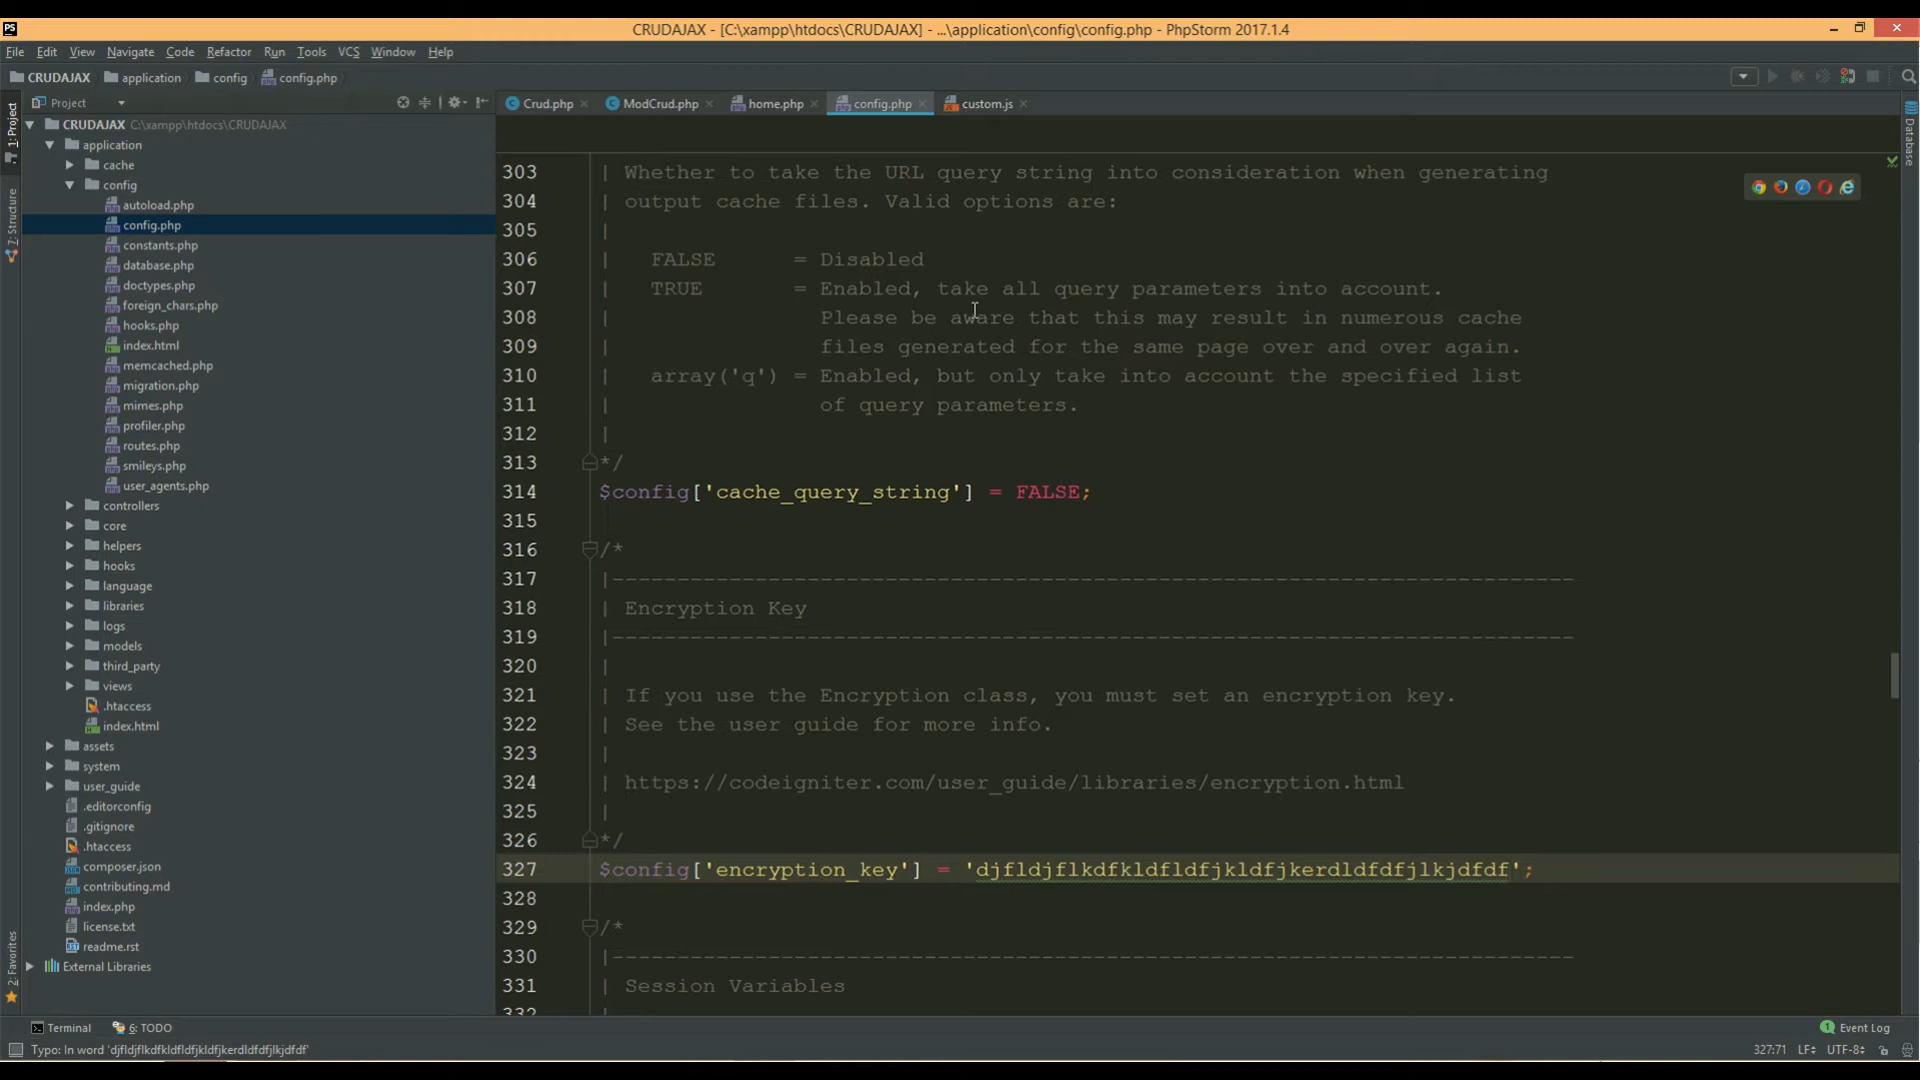 PS
CRUDAJAX - [C:\xampp\htdocs\CRUDAJAX] - ...\application\config\config.php - PhpStorm 2017.1.4
File Edit View Navigate Code Refactor Run Tools VCS Window Help
CRUDAJAX application config config.php
Project
Crud.php ModCrud.php home.php config.php custom.js
1: Project
7: Structure
2: Favorites
Database
CRUDAJAX C:\xampp\htdocs\CRUDAJAX
application
cache
config
autoload.php
config.php
constants.php
database.php
doctypes.php
foreign_chars.php
hooks.php
index.html
memcached.php
migration.php
mimes.php
profiler.php
routes.php
smileys.php
user_agents.php
controllers
core
helpers
hooks
language
libraries
logs
models
third_party
views
.htaccess
index.html
assets
system
user_guide
.editorconfig
.gitignore
.htaccess
composer.json
contributing.md
index.php
license.txt
readme.rst
External Libraries
303 | Whether to take the URL query string into consideration when generating
304 | output cache files. Valid options are:
305 |
306 | FALSE = Disabled
307 | TRUE = Enabled, take all query parameters into account.
308 | Please be aware that this may result in numerous cache
309 | files generated for the same page over and over again.
310 | array('q') = Enabled, but only take into account the specified list
311 | of query parameters.
312 |
313 */
314 $config['cache_query_string'] = FALSE;
315
316 /*
317 |--------------------------------------------------------------------------
318 | Encryption Key
319 |--------------------------------------------------------------------------
320 |
321 | If you use the Encryption class, you must set an encryption key.
322 | See the user guide for more info.
323 |
324 | https://codeigniter.com/user_guide/libraries/encryption.html
325 |
326 */
327 $config['encryption_key'] = 'djfldjflkdfkldfldfjkldfjkerdldfdfjlkjdfdf';
328
329 /*
330 |--------------------------------------------------------------------------
331 | Session Variables
332 |
Terminal 6: TODO
1 Event Log
Typo: In word 'djfldjflkdfkldfldfjkldfjkerdldfdfjlkjdfdf'
327:71 LF UTF-8